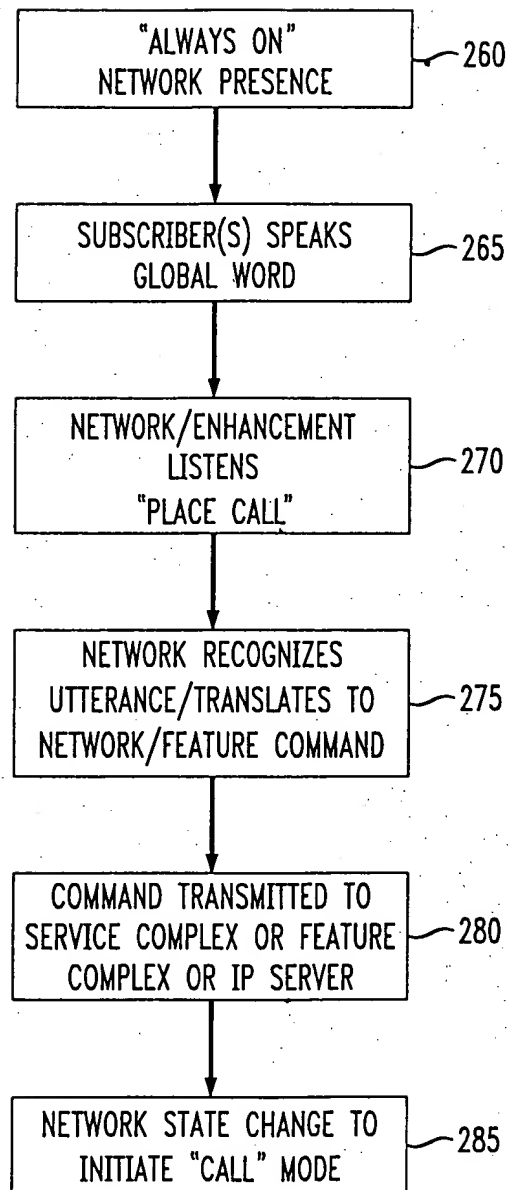 "ALWAYS ON"
NETWORK PRESENCE
260
SUBSCRIBER(S) SPEAKS
GLOBAL WORD
265
NETWORK/ENHANCEMENT
LISTENS
"PLACE CALL"
270
NETWORK RECOGNIZES
UTTERANCE/TRANSLATES TO
NETWORK/FEATURE COMMAND
275
COMMAND TRANSMITTED TO
SERVICE COMPLEX OR FEATURE
COMPLEX OR IP SERVER
280
NETWORK STATE CHANGE TO
INITIATE "CALL" MODE
285